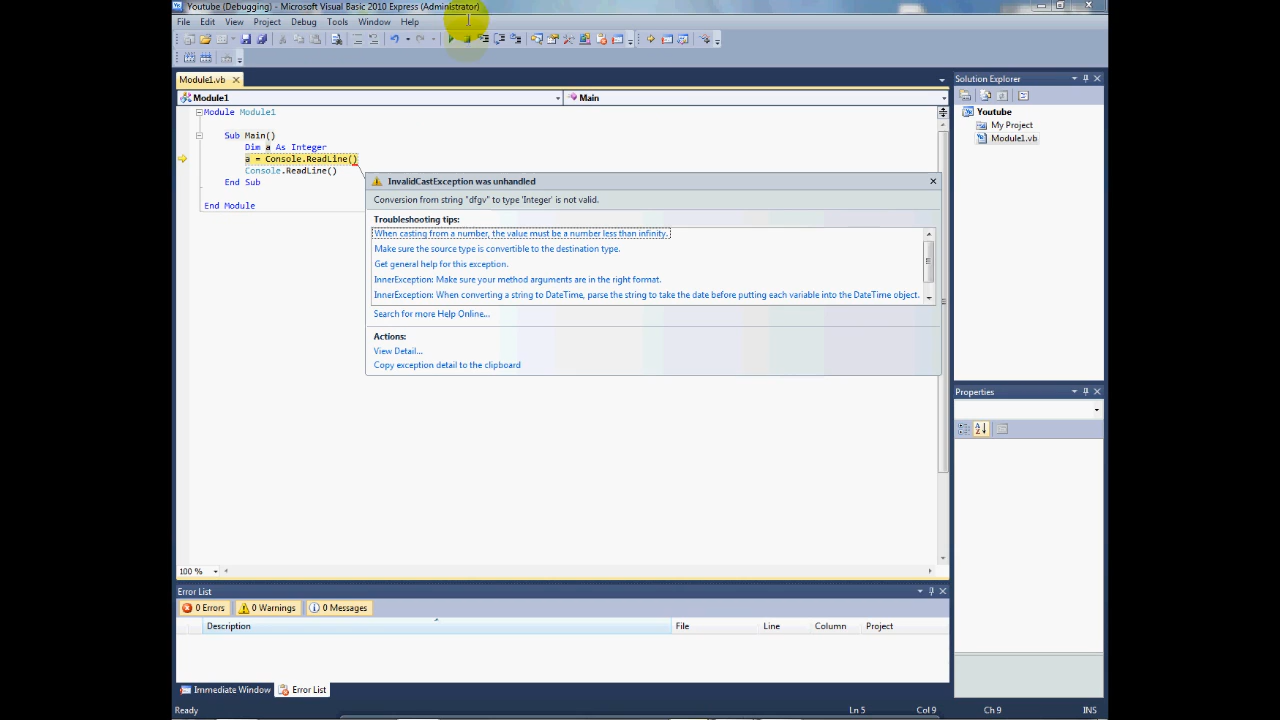 Youtube (Debugging) - Microsoft Visual Basic 2010 Express (Administrator)
File Edit View Project Debug Tools Window Help
Module1.vb
Module1 Main
Module Module1
Sub Main()
Dim a As Integer
a = Console.ReadLine()
Console.ReadLine()
End Sub
End Module
InvalidCastException was unhandled
Conversion from string "dfgv" to type 'Integer' is not valid.
Troubleshooting tips:
When casting from a number, the value must be a number less than infinity.
Make sure the source type is convertible to the destination type.
Get general help for this exception.
InnerException: Make sure your method arguments are in the right format.
InnerException: When converting a string to DateTime, parse the string to take the date before putting each variable into the DateTime object.
Search for more Help Online...
Actions:
View Detail...
Copy exception detail to the clipboard
Solution Explorer
Youtube
My Project
Module1.vb
Properties
100 %
Error List
0 Errors 0 Warnings 0 Messages
Description File Line Column Project
Immediate Window Error List
Ready Ln 5 Col 9 Ch 9 INS